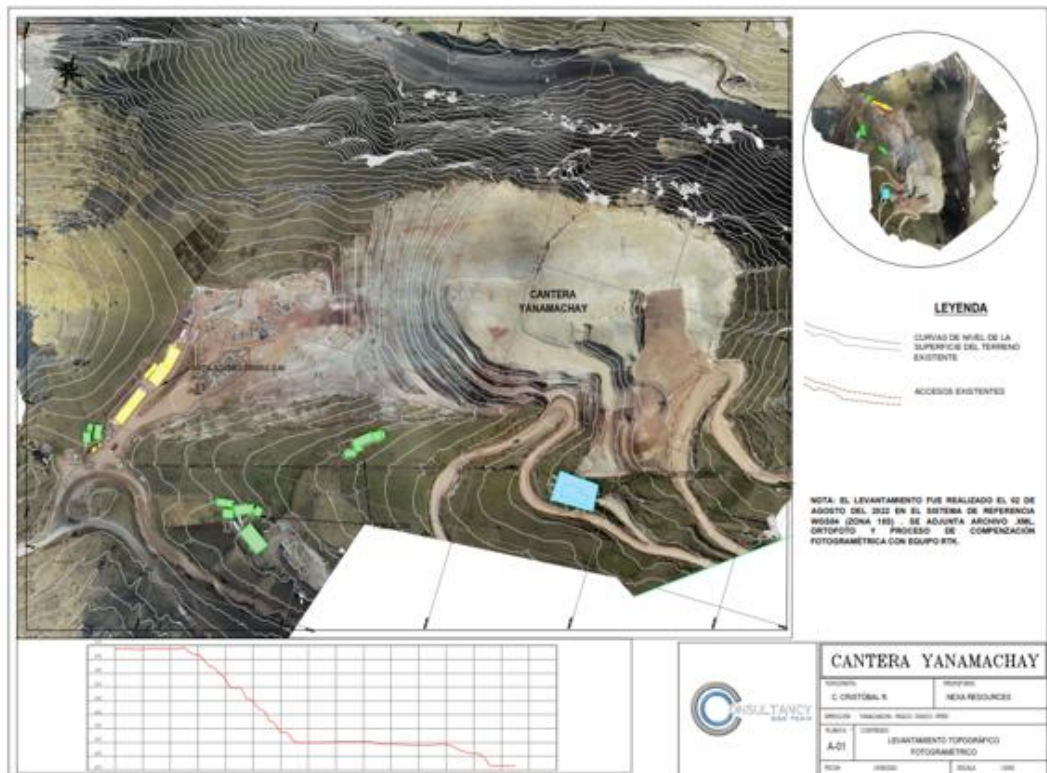 CANTERA
YANAMACHAY
LEYENDA
CURVAS DE NIVEL DE LA
SUPERFICIE DEL TERRENO
EXISTENTE
ACCESOS EXISTENTES
NOTA: EL LEVANTAMIENTO FUE REALIZADO EL 02 DE
AGOSTO DEL 2022 EN EL SISTEMA DE REFERENCIA
WGS84 (ZONA 18S) . SE ADJUNTA ARCHIVO .XML,
ORTOFOTO Y PROCESO DE COMPENZACIÓN
FOTOGRAMÉTRICA CON EQUIPO RTK.
CONSULTANCY
CANTERA YANAMACHAY
C. CRISTÓBAL R.
NEXA RESOURCES
A-01
LEVANTAMIENTO TOPOGRÁFICO
FOTOGRAMÉTRICO
FECHA
ESCALA